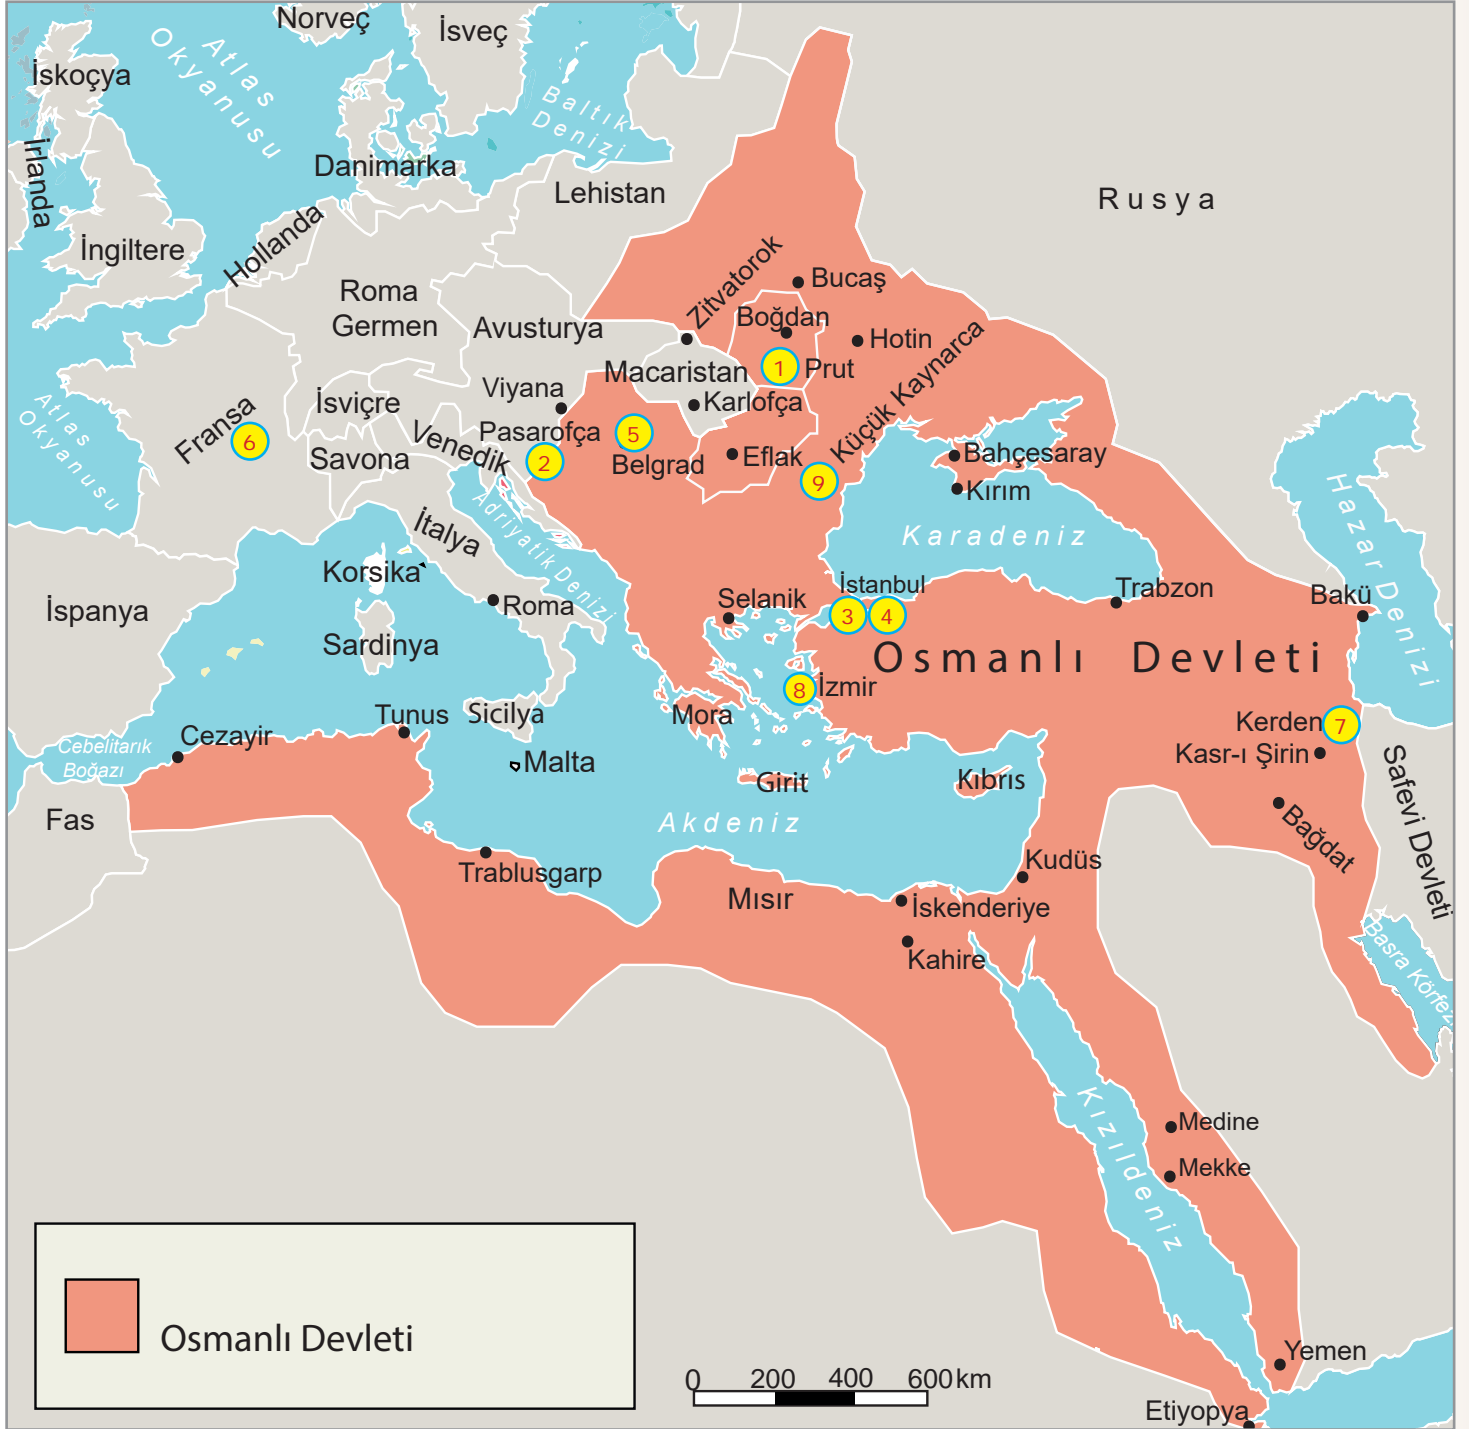 Norveç
İsveç
Atlas
Okyanusu
İskoçya
Baltık
Denizi
İrlanda
Danimarka
Lehistan
Rusya
İngiltere
Hollanda
Zitvatorok
Bucaş
Roma
Germen
Avusturya
Boğdan
Hotin
1
Prut
Küçük Kaynarca
Macaristan
Viyana
İsviçre
Karlofça
Atlas
Okyanusu
Fransa
6
Pasarofça
2
5
Belgrad
Venedik
Savona
Eflak
9
Bahçesaray
Kırım
Hazar Denizi
Adriyatik Denizi
İtalya
Karadeniz
Korsika
İstanbul
3
4
Trabzon
Bakü
Selanik
Roma
İspanya
Sardinya
Osmanlı Devleti
8
İzmir
Sicilya
Mora
Tunus
Cezayir
Cebelitarık
Boğazı
Kerden
7
Kasr-ı Şirin
Safevi Devleti
Malta
Girit
Kıbrıs
Fas
Akdeniz
Bağdat
Kudüs
Trablusgarp
Mısır
İskenderiye
Kahire
Basra Körfezi
Kızıldeniz
Medine
Mekke
Osmanlı Devleti
Yemen
0 200 400 600 km
Etiyopya